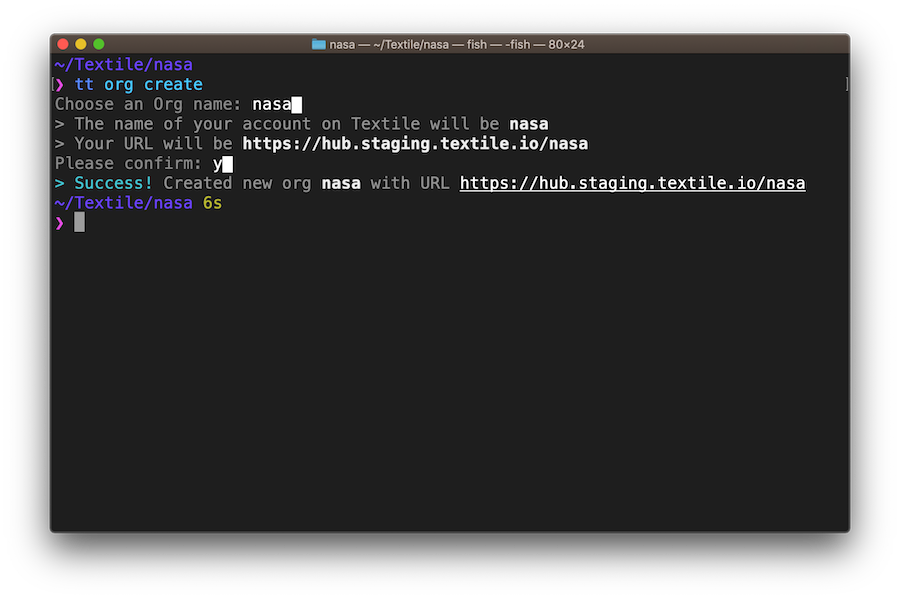 nasa — ~/Textile/nasa — fish — -fish — 80×24
~/Textile/nasa
[❯ tt org create ]
Choose an Org name: nasa
> The name of your account on Textile will be nasa
> Your URL will be https://hub.staging.textile.io/nasa
Please confirm: y
> Success! Created new org nasa with URL https://hub.staging.textile.io/nasa
~/Textile/nasa 6s
❯